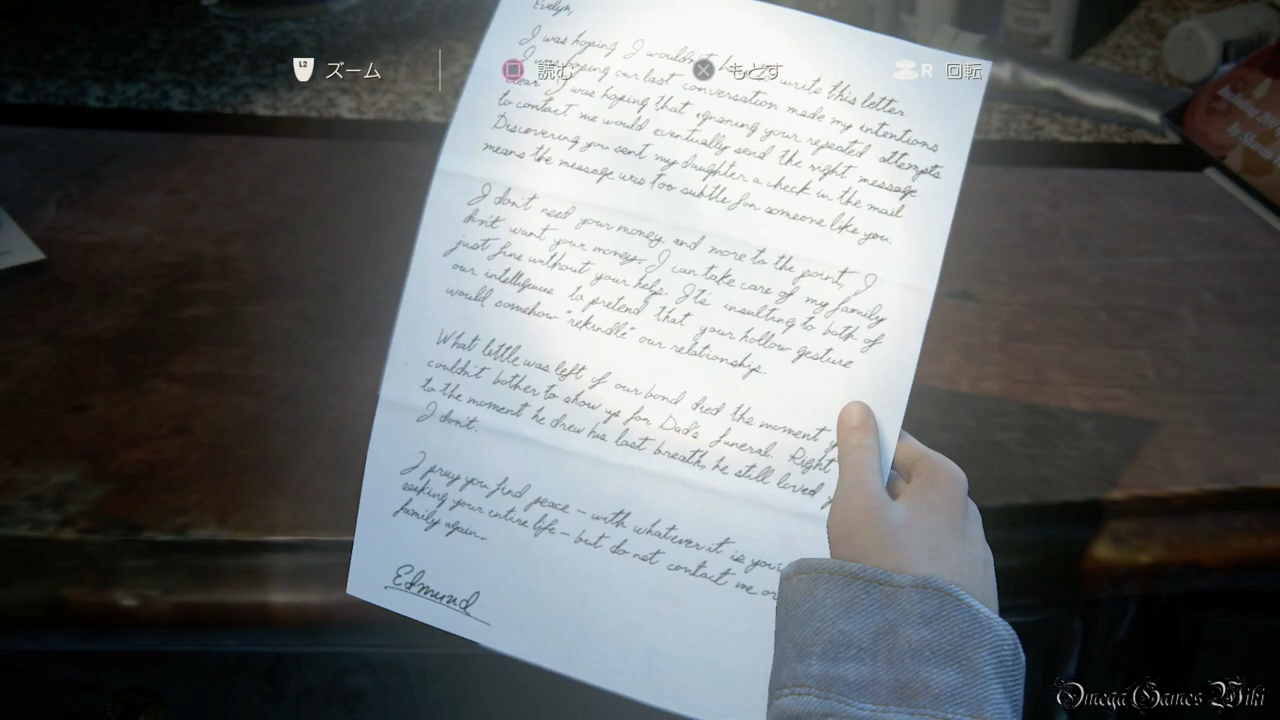 L2 ズーム
読む
もどす
R 回転
Evelyn,
I was hoping I wouldn't write this letter.
I hoping our last conversation made my intentions
clear. I was hoping that ignoring your repeated attempts
to contact me would eventually send the right message
Discovering you sent my daughter a check in the mail
means the message was too subtle for someone like you.
I don't need your money, and more to the point, I
don't want your money. I can take care of my family
just fine without your help. It's insulting to both of
our intelligence to pretend that your hollow gesture
would somehow "rekindle" our relationship.
What little was left of our bond died the moment
couldn't bother to show up for Dad's funeral. Right
to the moment he drew his last breath, he still loved
I don't.
I pray you find peace - with whatever it is your
seeking your entire life - but do not contact me or
family again.
Edmund
Omega Games Wiki